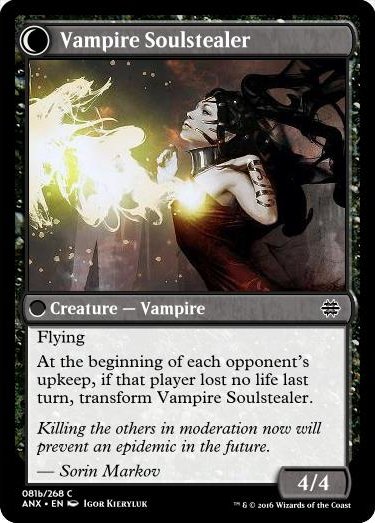 Vampire Soulstealer
Creature — Vampire
Flying
At the beginning of each opponent's
upkeep, if that player lost no life last
turn, transform Vampire Soulstealer.
Killing the others in moderation now will
prevent an epidemic in the future.
— Sorin Markov
4/4
081b/268 C
ANX • EN Igor Kieryluk
™ & © 2016 Wizards of the Coast